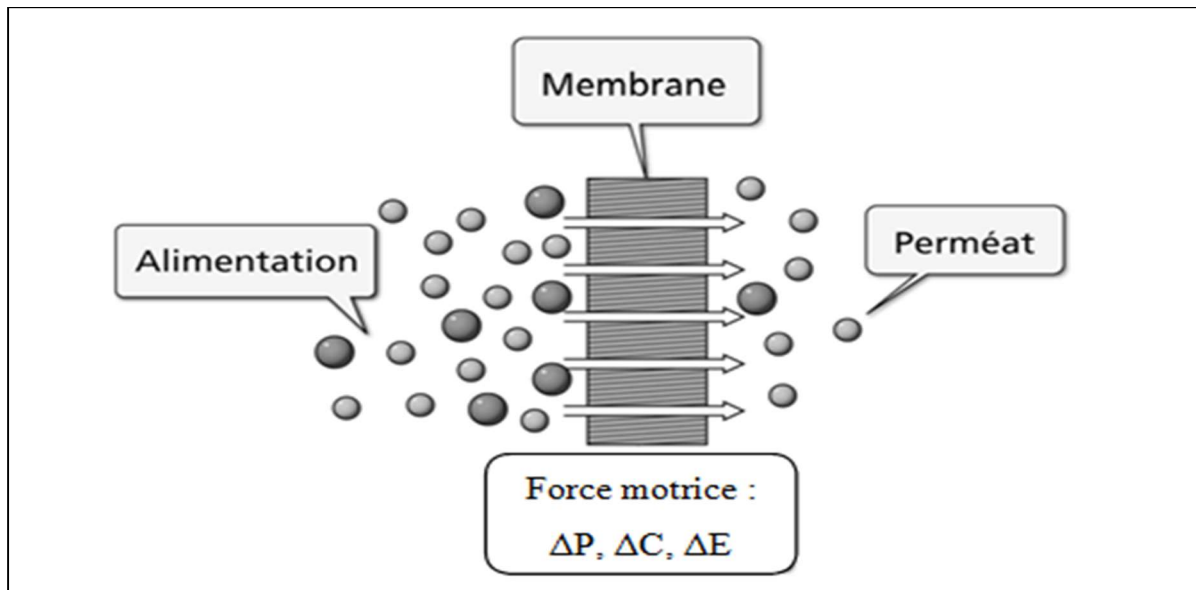 Membrane
Alimentation
Perméat
Force motrice :
ΔP, ΔC, ΔE